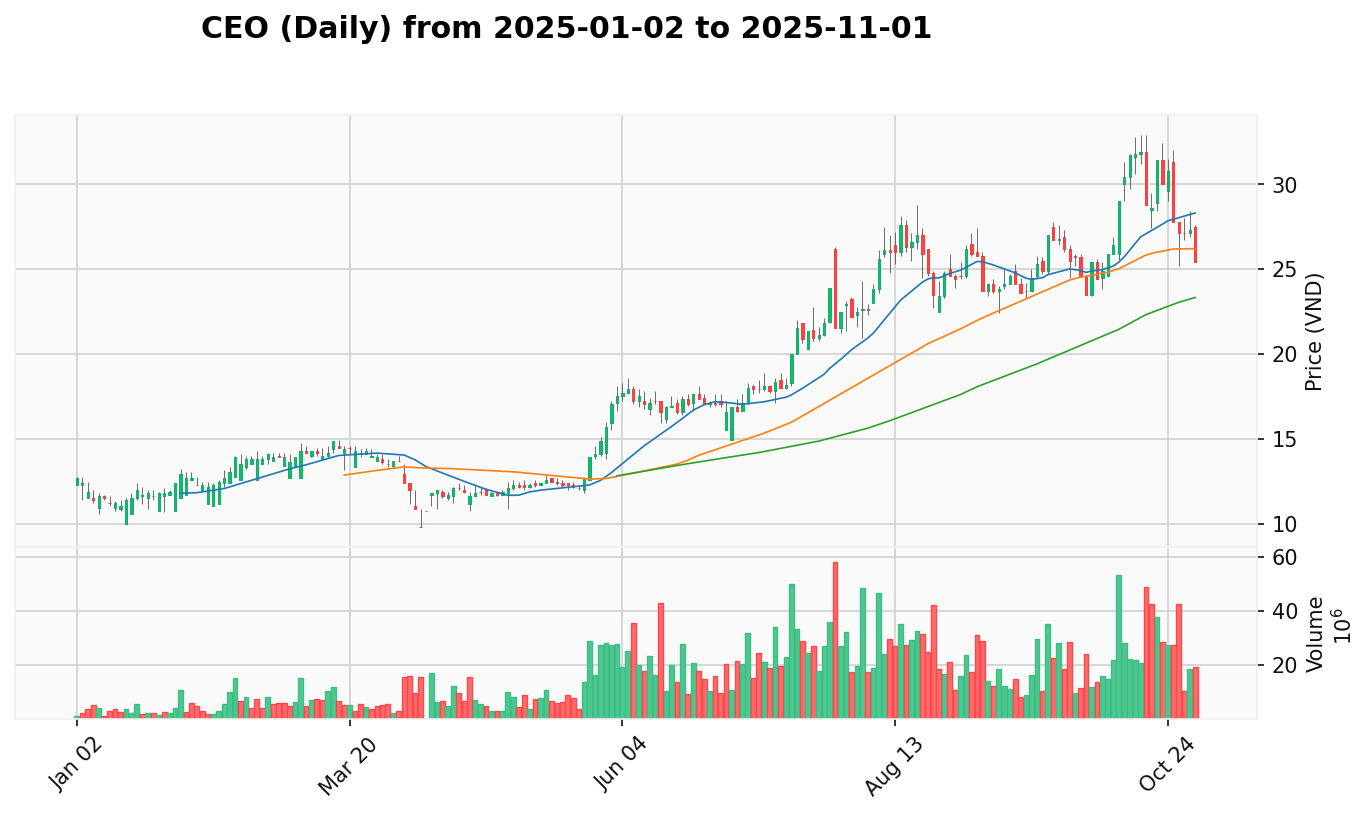 CEO (Daily) from 2025-01-02 to 2025-11-01
30
25
20
15
10
Price (VND)
60
40
20
Volume
10^6
Jan 02
Mar 20
Jun 04
Aug 13
Oct 24